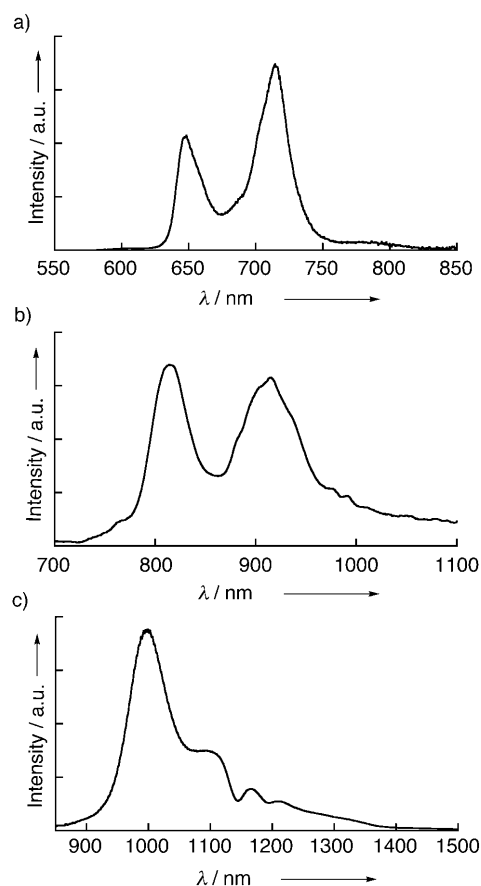 a)
Intensity / a.u.
550 600 650 700 750 800 850
λ / nm
b)
Intensity / a.u.
700 800 900 1000 1100
λ / nm
c)
Intensity / a.u.
900 1000 1100 1200 1300 1400 1500
λ / nm